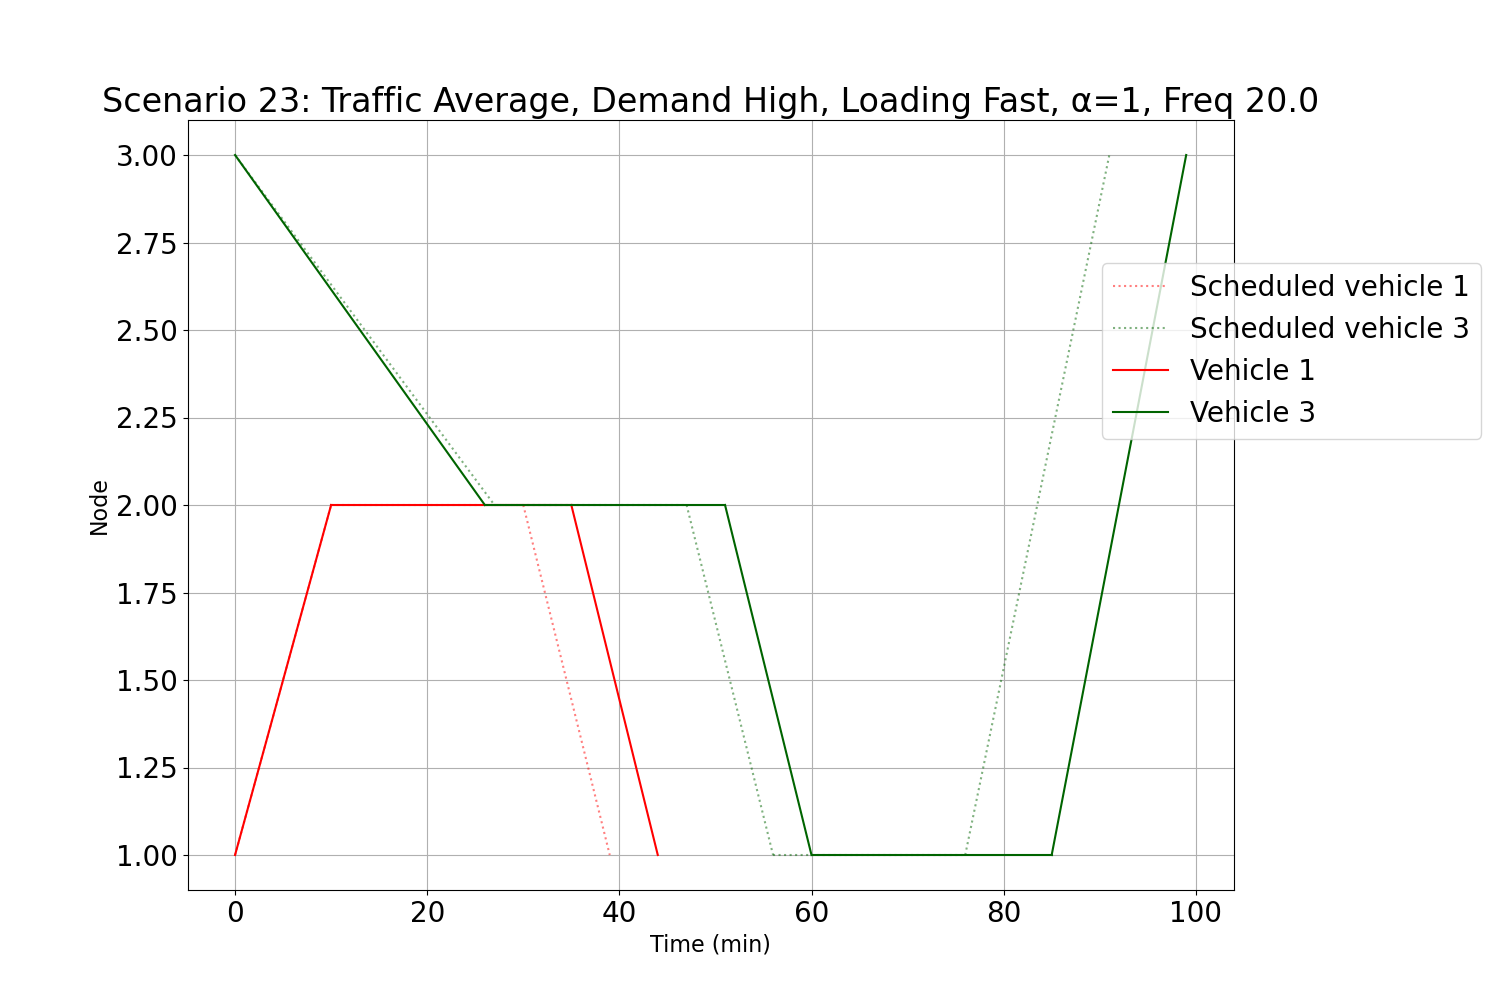 Scenario 23: Traffic Average, Demand High, Loading Fast, α=1, Freq 20.0
3.00
2.75
2.50
2.25
2.00
1.75
1.50
1.25
1.00
Node
0 20 40 60 80 100
Time (min)
Scheduled vehicle 1
Scheduled vehicle 3
Vehicle 1
Vehicle 3